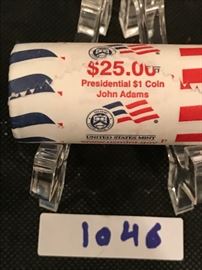 $25.00
Presidential $1 Coin
John Adams
UNITED STATES MINT
P
1046